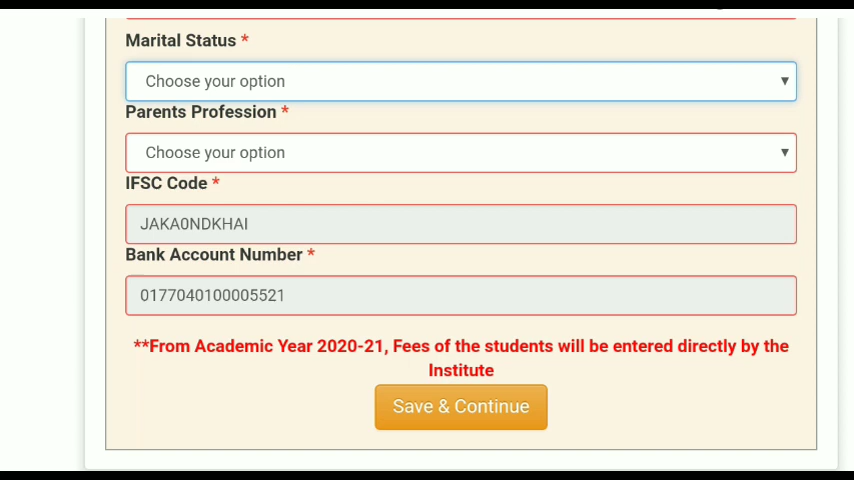 Marital Status *
Choose your option
Parents Profession *
Choose your option
IFSC Code *
JAKA0NDKHAI
Bank Account Number *
0177040100005521
**From Academic Year 2020-21, Fees of the students will be entered directly by the
Institute
Save & Continue